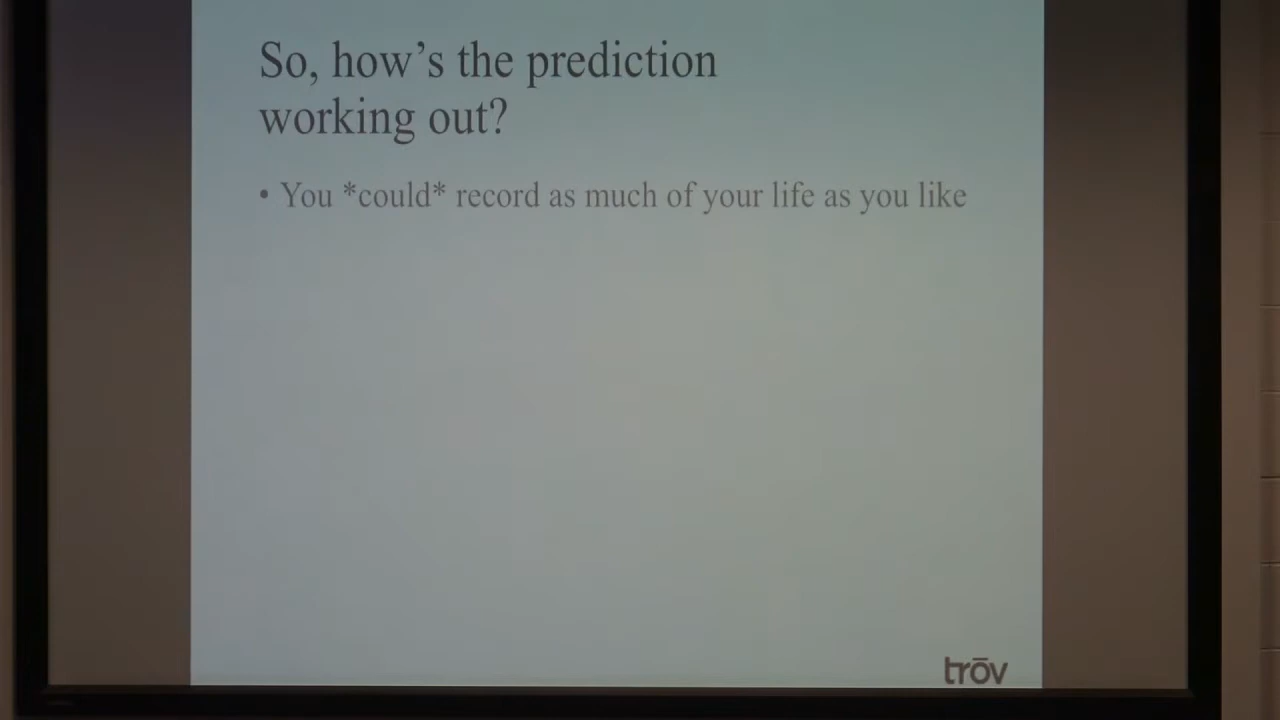 So, how's the prediction
working out?
• You *could* record as much of your life as you like
trōv